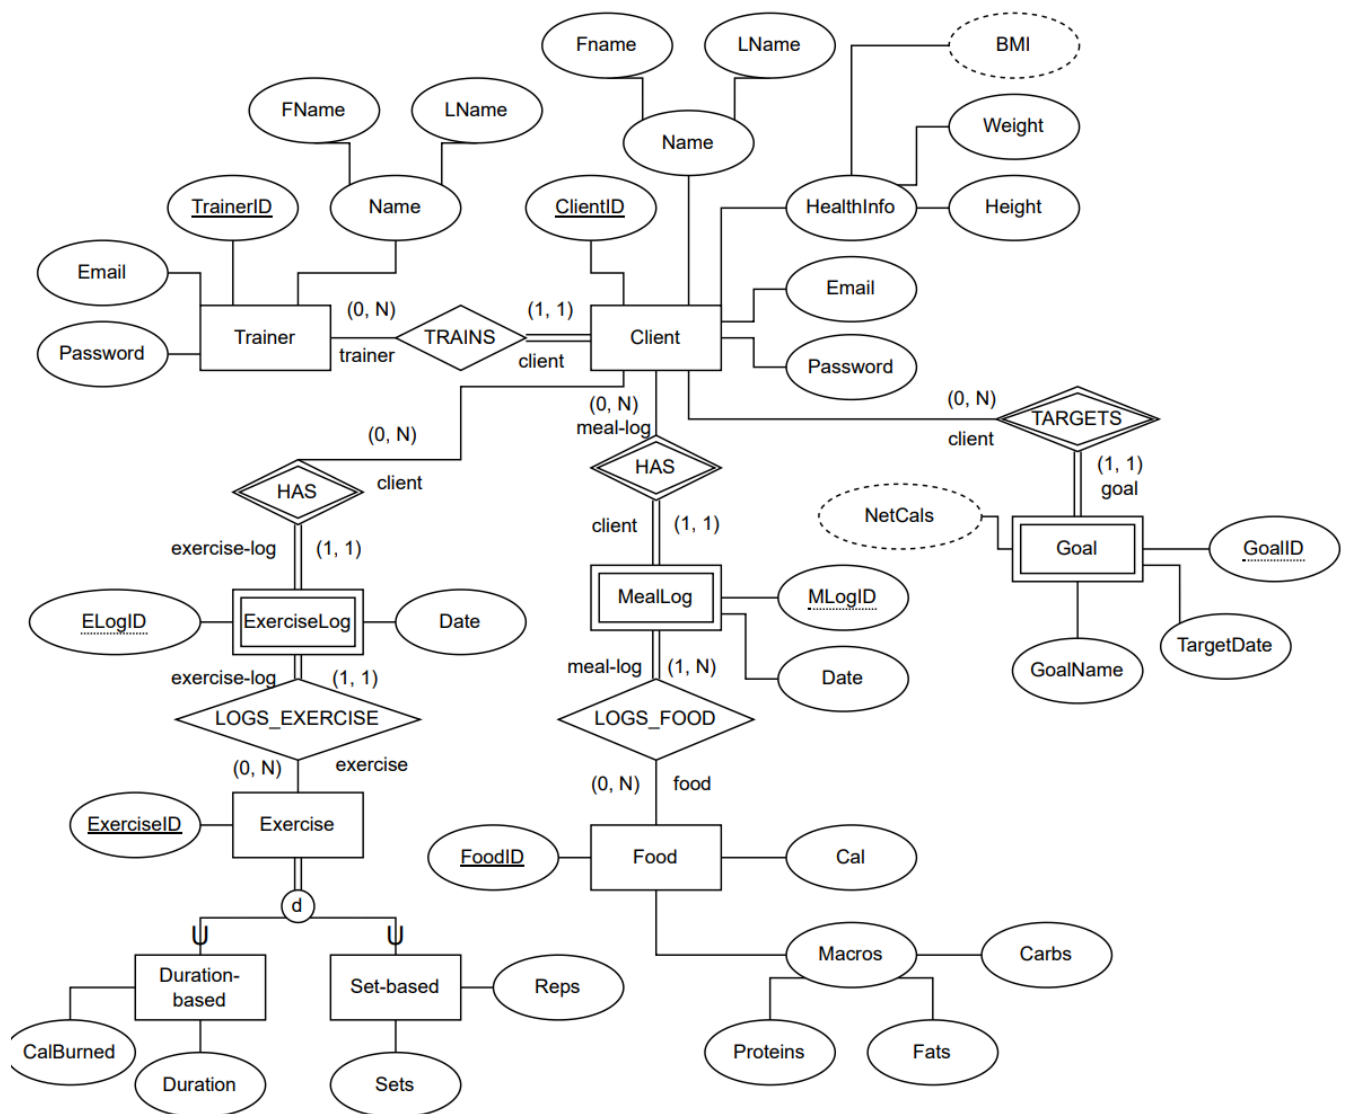 Fname
LName
BMI
FName
LName
Weight
Name
TrainerID
Name
ClientID
HealthInfo
Height
Email
Email
(0, N)
(1, 1)
Trainer
TRAINS
Client
Password
trainer
client
Password
(0, N)
meal-log
(0, N)
TARGETS
client
(0, N)
HAS
(1, 1)
goal
HAS
client
NetCals
client
(1, 1)
exercise-log
(1, 1)
Goal
GoalID
ELogID
ExerciseLog
Date
MealLog
MLogID
TargetDate
GoalName
exercise-log
(1, 1)
meal-log
(1, N)
Date
LOGS_EXERCISE
LOGS_FOOD
(0, N)
exercise
(0, N)
food
ExerciseID
Exercise
FoodID
Food
Cal
d
U
U
Macros
Carbs
Duration-
based
Set-based
Reps
CalBurned
Proteins
Fats
Duration
Sets